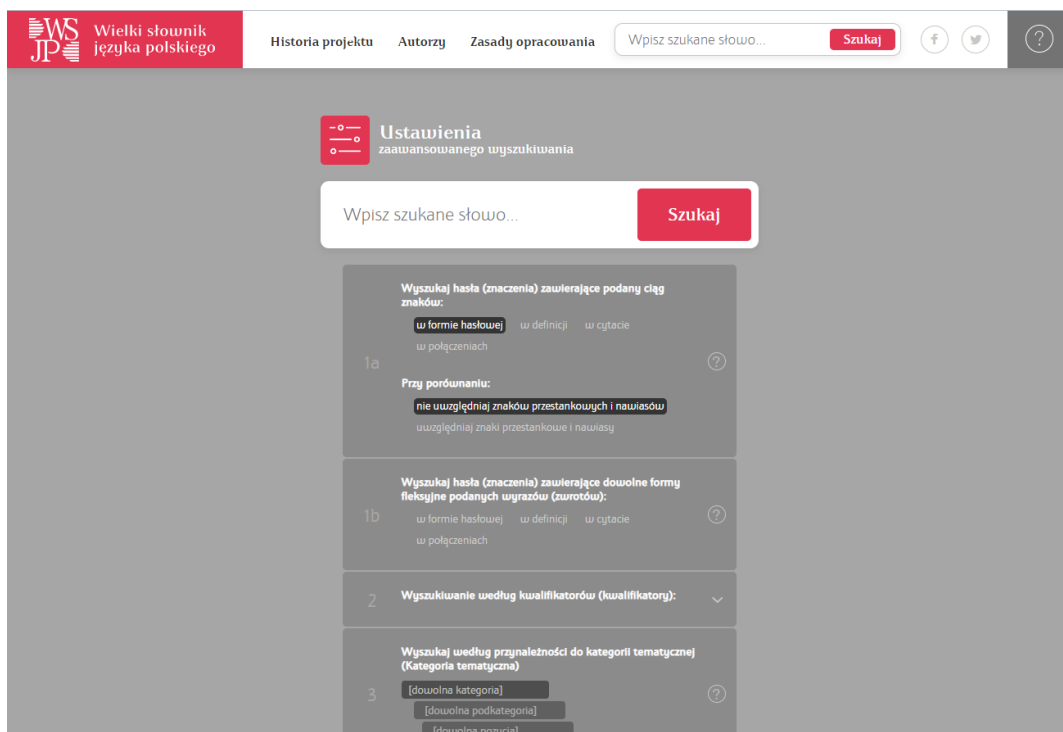 WS
JP
Wielki słownik
języka polskiego
Historia projektu
Autorzy
Zasady opracowania
Wpisz szukane słowo...
Szukaj
?
Ustawienia
zaawansowanego wyszukiwania
Wpisz szukane słowo...
Szukaj
1a
Wyszukaj hasła (znaczenia) zawierające podany ciąg
znaków:
w formie hasłowej w definicji w cytacie
w połączeniach
?
Przy porównaniu:
nie uwzględniaj znaków przestankowych i nawiasów
uwzględniaj znaki przestankowe i nawiasy
1b
Wyszukaj hasła (znaczenia) zawierające dowolne formy
fleksyjne podanych wyrazów (zwrotów):
w formie hasłowej w definicji w cytacie
w połączeniach
?
2
Wyszukiwanie według kwalifikatorów (kwalifikatory):
3
Wyszukaj według przynależności do kategorii tematycznej
(Kategoria tematyczna)
[dowolna kategoria]
?
[dowolna podkategoria]
[dowolna pozycja]